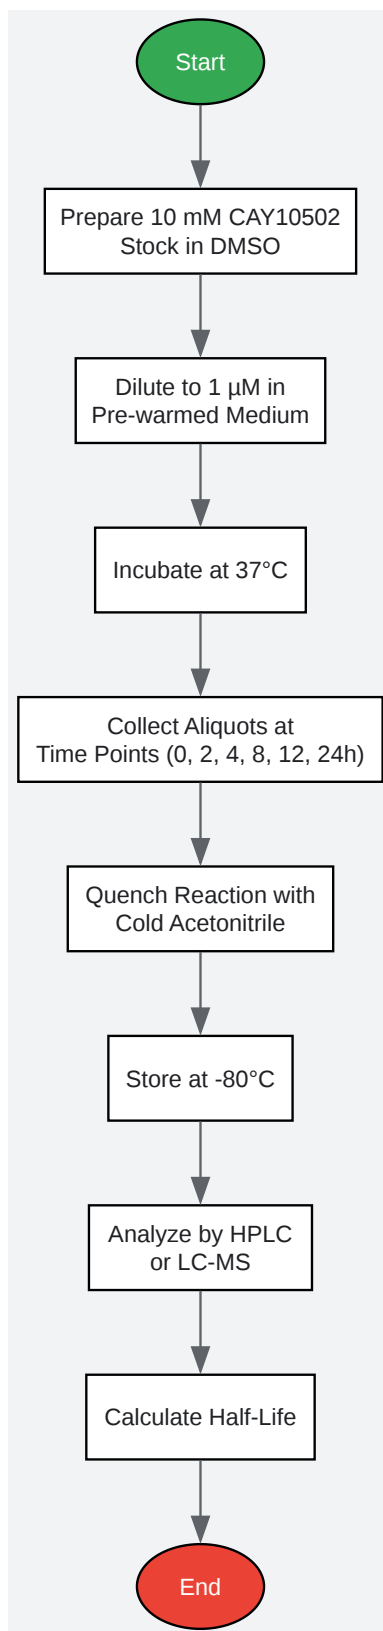 Start
Prepare 10 mM CAY10502
Stock in DMSO
Dilute to 1 µM in
Pre-warmed Medium
Incubate at 37°C
Collect Aliquots at
Time Points (0, 2, 4, 8, 12, 24h)
Quench Reaction with
Cold Acetonitrile
Store at -80°C
Analyze by HPLC
or LC-MS
Calculate Half-Life
End